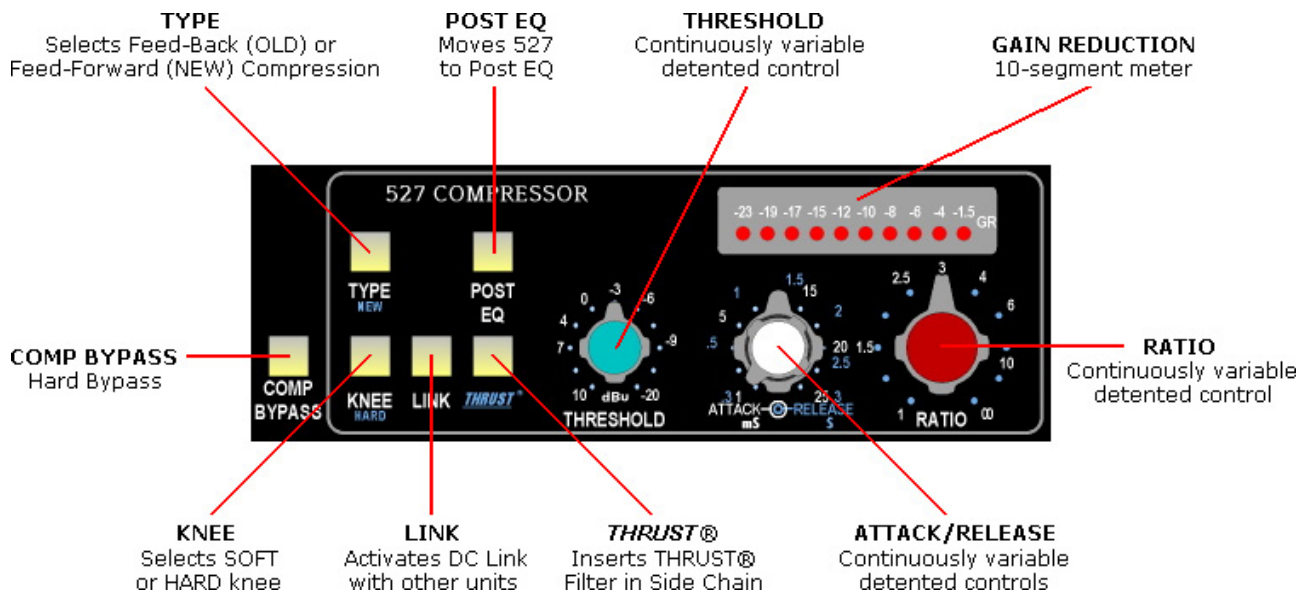 TYPE
Selects Feed-Back (OLD) or
Feed-Forward (NEW) Compression
POST EQ
Moves 527
to Post EQ
THRESHOLD
Continuously variable
detented control
GAIN REDUCTION
10-segment meter
527 COMPRESSOR
-23 -19 -17 -15 -12 -10 -8 -6 -4 -1.5
GR
TYPE
NEW
POST
EQ
COMP
BYPASS
KNEE
HARD
LINK
THRUST®
10 7 4 0 -3 -6 -9 -20
dBu
THRESHOLD
1 5 15 20 25
.3 .5 1 1.5 2 2.5 3
ATTACK
mS
RELEASE
S
1 1.5 2.5 3 4 6 10 ∞
RATIO
COMP BYPASS
Hard Bypass
RATIO
Continuously variable
detented control
KNEE
Selects SOFT
or HARD knee
LINK
Activates DC Link
with other units
THRUST®
Inserts THRUST®
Filter in Side Chain
ATTACK/RELEASE
Continuously variable
detented controls